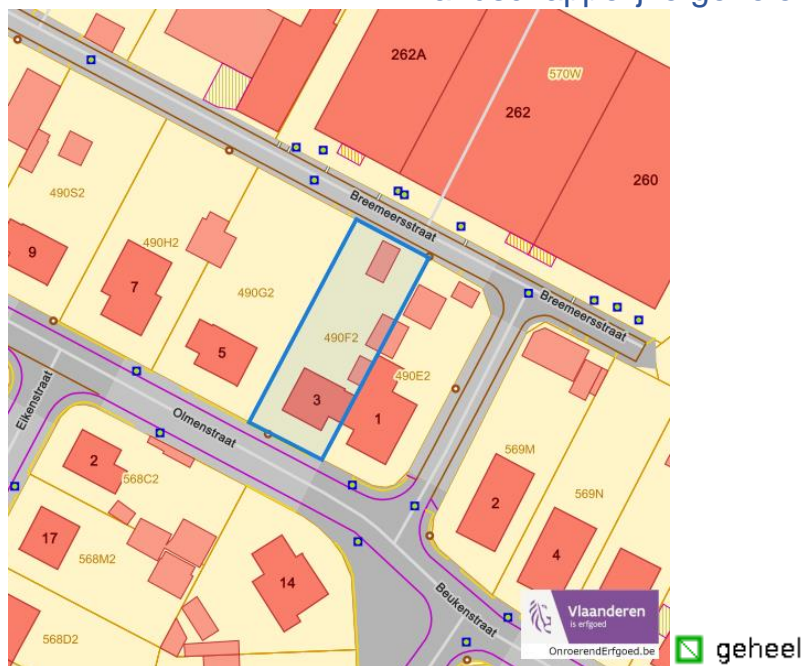 262A
570W
262
260
Breemeersstraat
490S2
9
490H2
7
490G2
5
490F2
3
490E2
1
Breemeersstraat
Eikenstraat
Olmenstraat
2
568C2
17
568M2
14
568D2
569M
2
569N
4
Beukenstraat
Vlaanderen
is erfgoed
OnroerendErfgoed.be
geheel